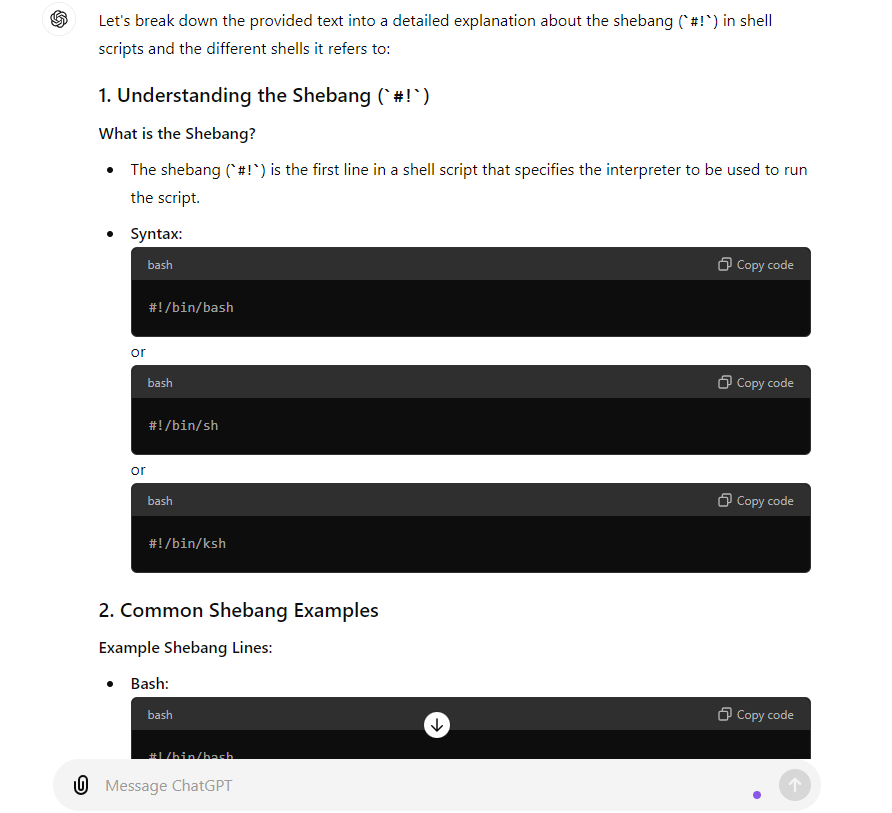 Let's break down the provided text into a detailed explanation about the shebang (`#!`) in shell
scripts and the different shells it refers to:
1. Understanding the Shebang (`#!`)
What is the Shebang?
The shebang (`#!`) is the first line in a shell script that specifies the interpreter to be used to run
the script.
Syntax:
bash Copy code
#!/bin/bash
or
bash Copy code
#!/bin/sh
or
bash Copy code
#!/bin/ksh
2. Common Shebang Examples
Example Shebang Lines:
Bash:
bash Copy code
#!/bin/bash
Message ChatGPT